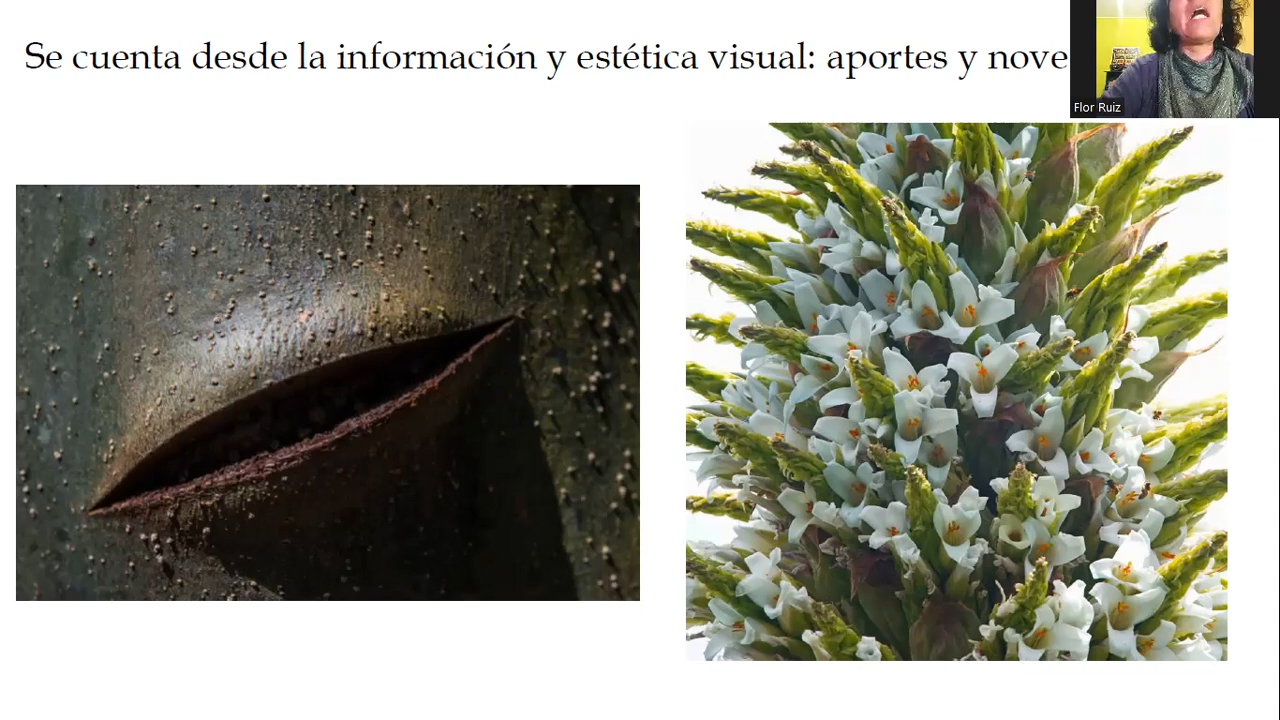 Se cuenta desde la información y estética visual: aportes y nove
Flor Ruiz